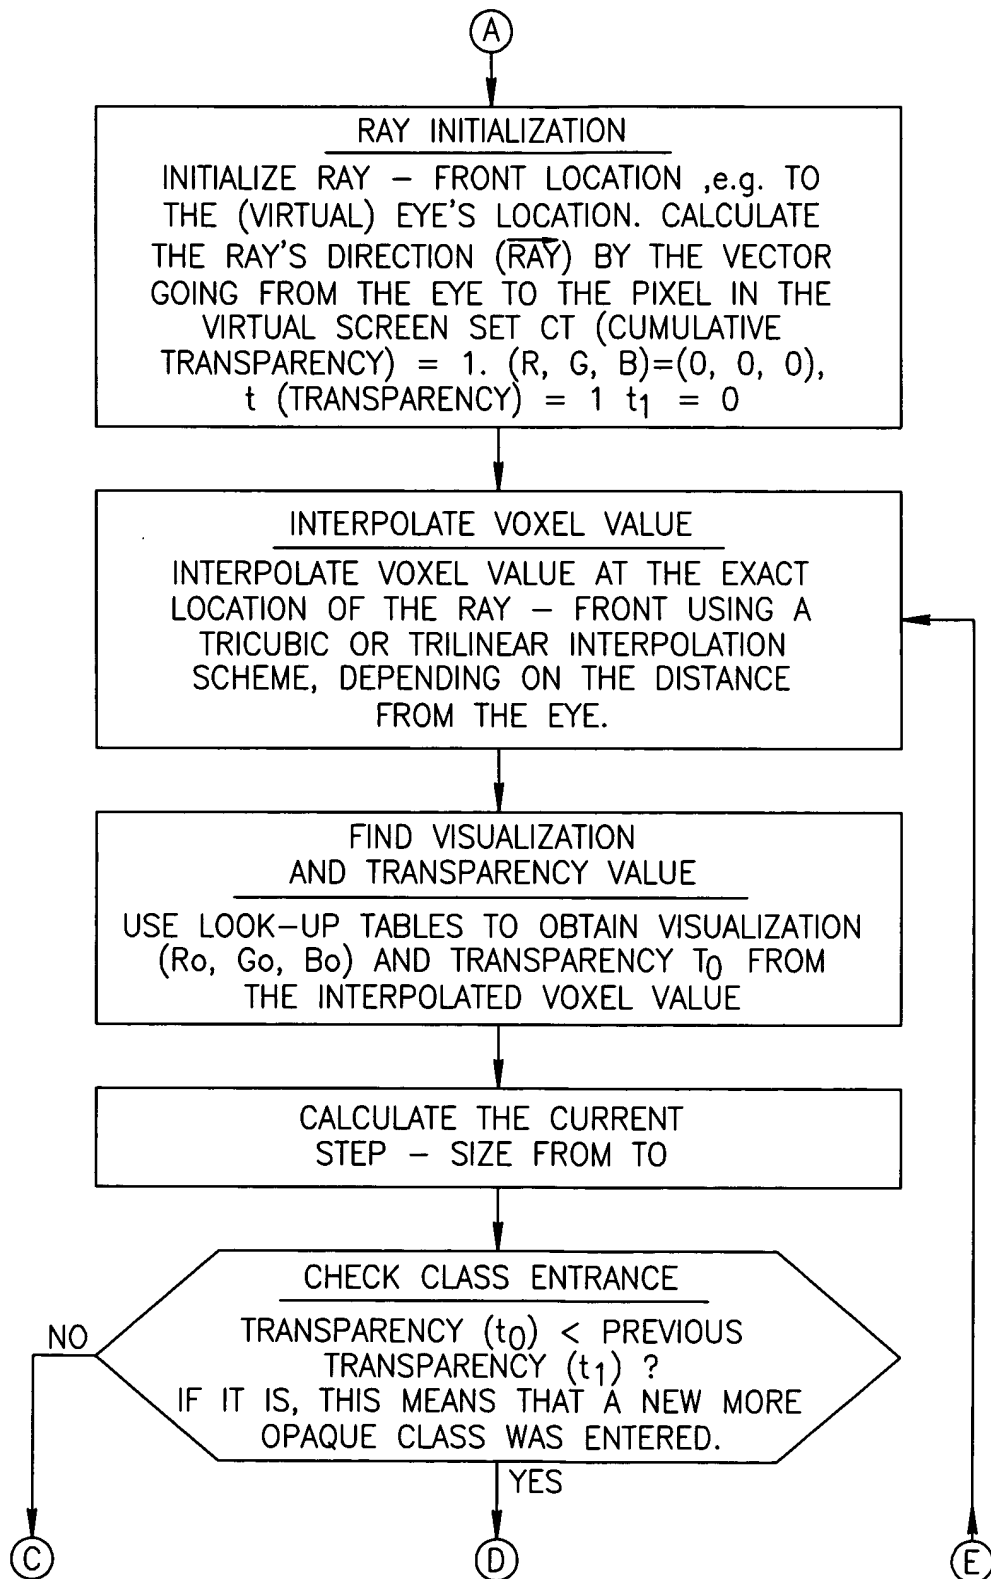 A
RAY INITIALIZATION
INITIALIZE RAY – FRONT LOCATION ,e.g. TO
THE (VIRTUAL) EYE'S LOCATION. CALCULATE
THE RAY'S DIRECTION (RAY) BY THE VECTOR
GOING FROM THE EYE TO THE PIXEL IN THE
VIRTUAL SCREEN SET CT (CUMULATIVE
TRANSPARENCY) = 1. (R, G, B)=(0, 0, 0),
t (TRANSPARENCY) = 1 t1 = 0
INTERPOLATE VOXEL VALUE
INTERPOLATE VOXEL VALUE AT THE EXACT
LOCATION OF THE RAY – FRONT USING A
TRICUBIC OR TRILINEAR INTERPOLATION
SCHEME, DEPENDING ON THE DISTANCE
FROM THE EYE.
FIND VISUALIZATION
AND TRANSPARENCY VALUE
USE LOOK–UP TABLES TO OBTAIN VISUALIZATION
(Ro, Go, Bo) AND TRANSPARENCY T0 FROM
THE INTERPOLATED VOXEL VALUE
CALCULATE THE CURRENT
STEP – SIZE FROM TO
CHECK CLASS ENTRANCE
TRANSPARENCY (t0) < PREVIOUS
TRANSPARENCY (t1) ?
IF IT IS, THIS MEANS THAT A NEW MORE
OPAQUE CLASS WAS ENTERED.
NO
YES
C
D
E